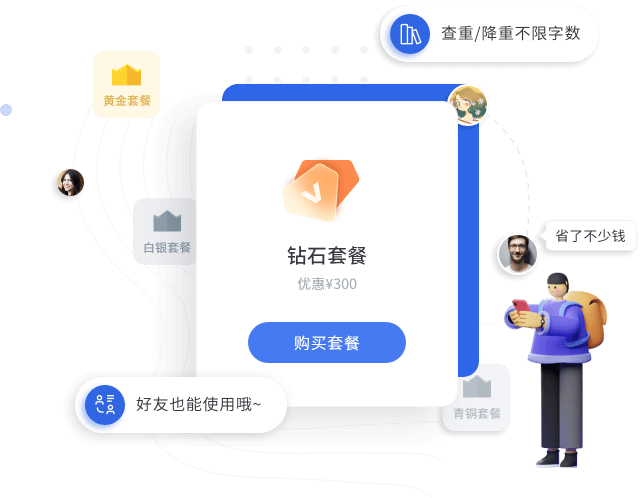 查重/降重不限字数
黄金套餐
省了不少钱
白银套餐
钻石套餐
优惠¥300
购买套餐
好友也能使用哦~
青铜套餐